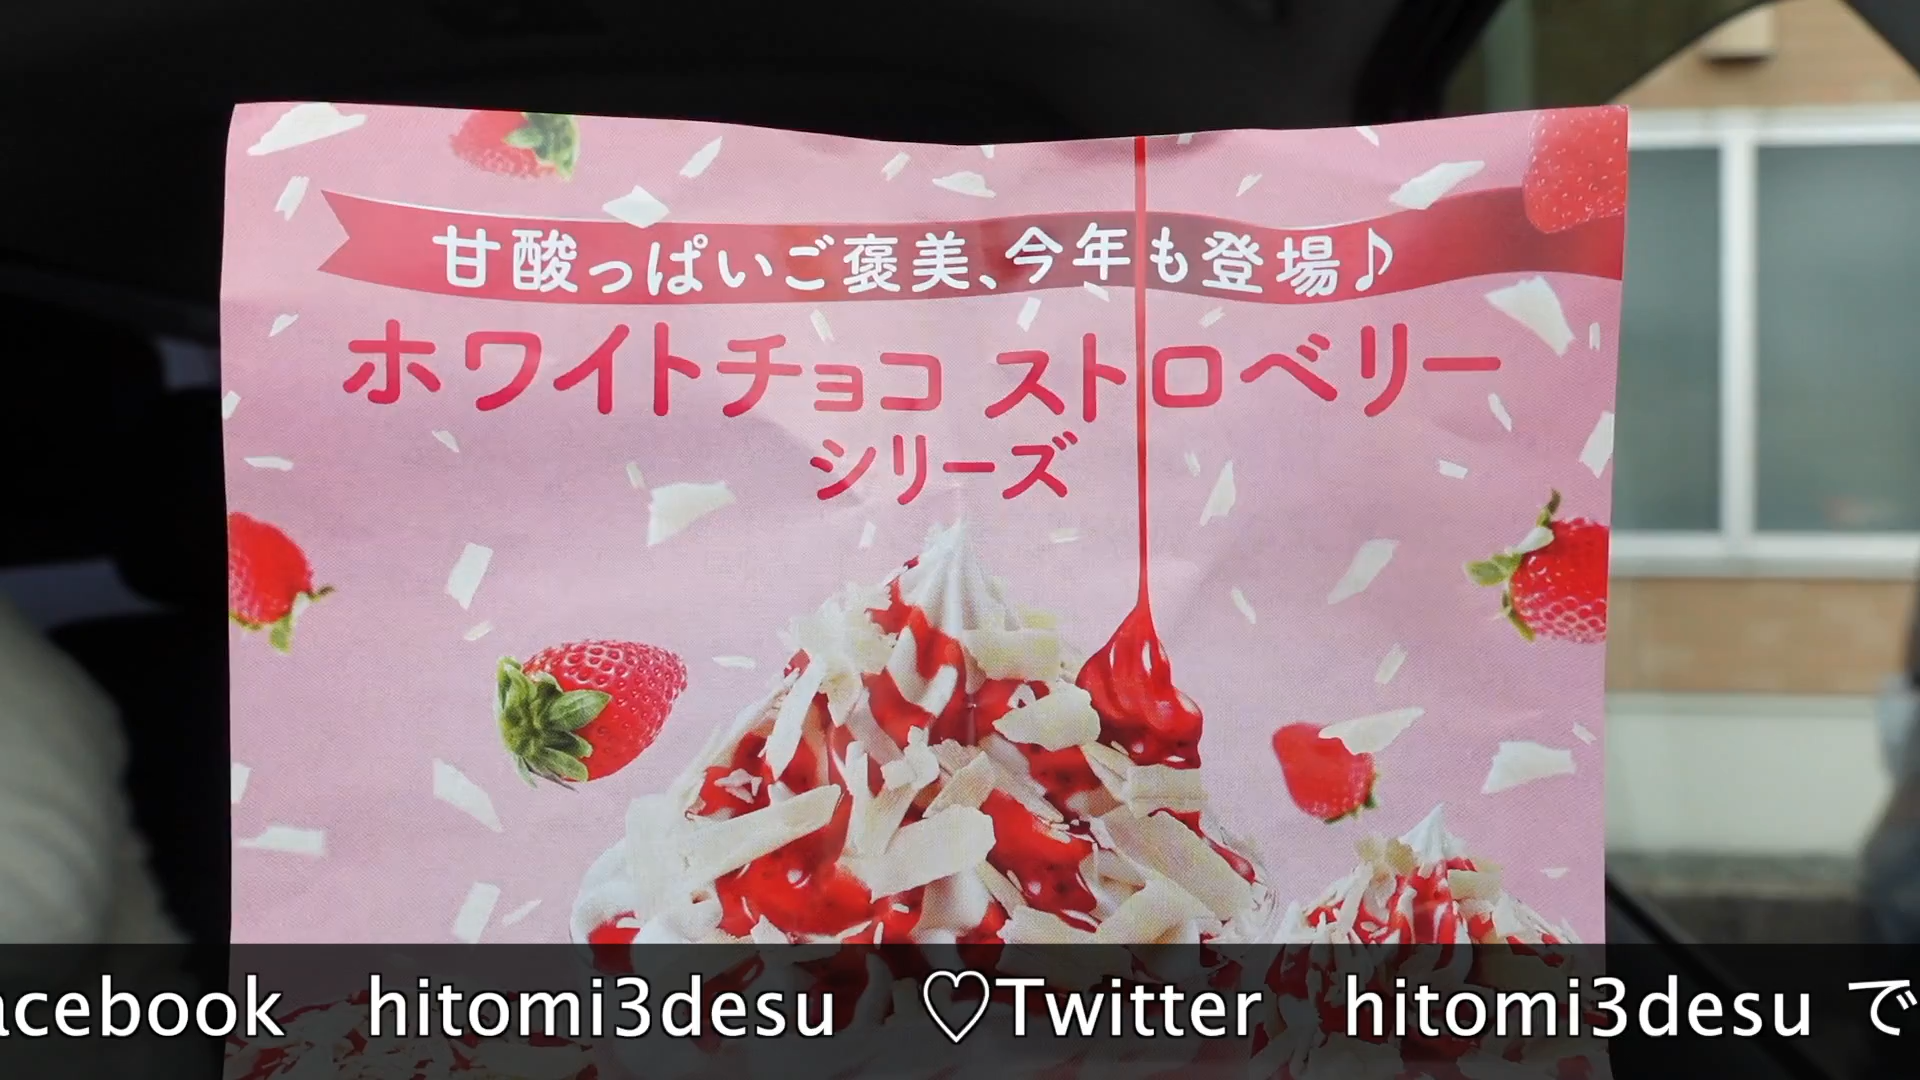 甘酸っぱいご褒美、今年も登場♪
ホワイトチョコ ストロベリー
シリーズ
acebook hitomi3desu ♡Twitter hitomi3desu で